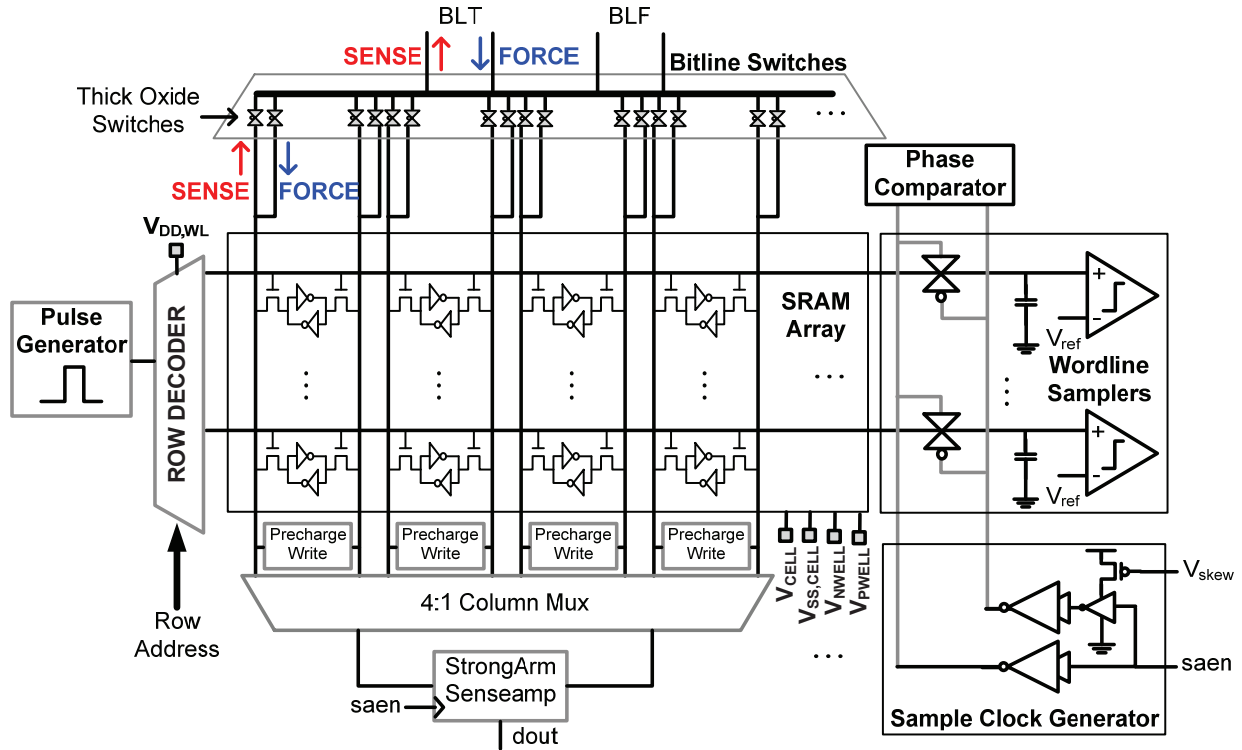 BLT BLF
SENSE FORCE Bitline Switches
Thick Oxide
Switches
...
SENSE FORCE
Phase
Comparator
VDD,WL
Pulse
Generator
ROW DECODER
SRAM
Array
...
+
-
Vref
Wordline
Samplers
+
-
Vref
Precharge
Write
Precharge
Write
Precharge
Write
Precharge
Write
VCELL
VSS,CELL
VNWELL
VPWELL
...
4:1 Column Mux
Row
Address
StrongArm
Senseamp
saen
dout
Vskew
saen
Sample Clock Generator